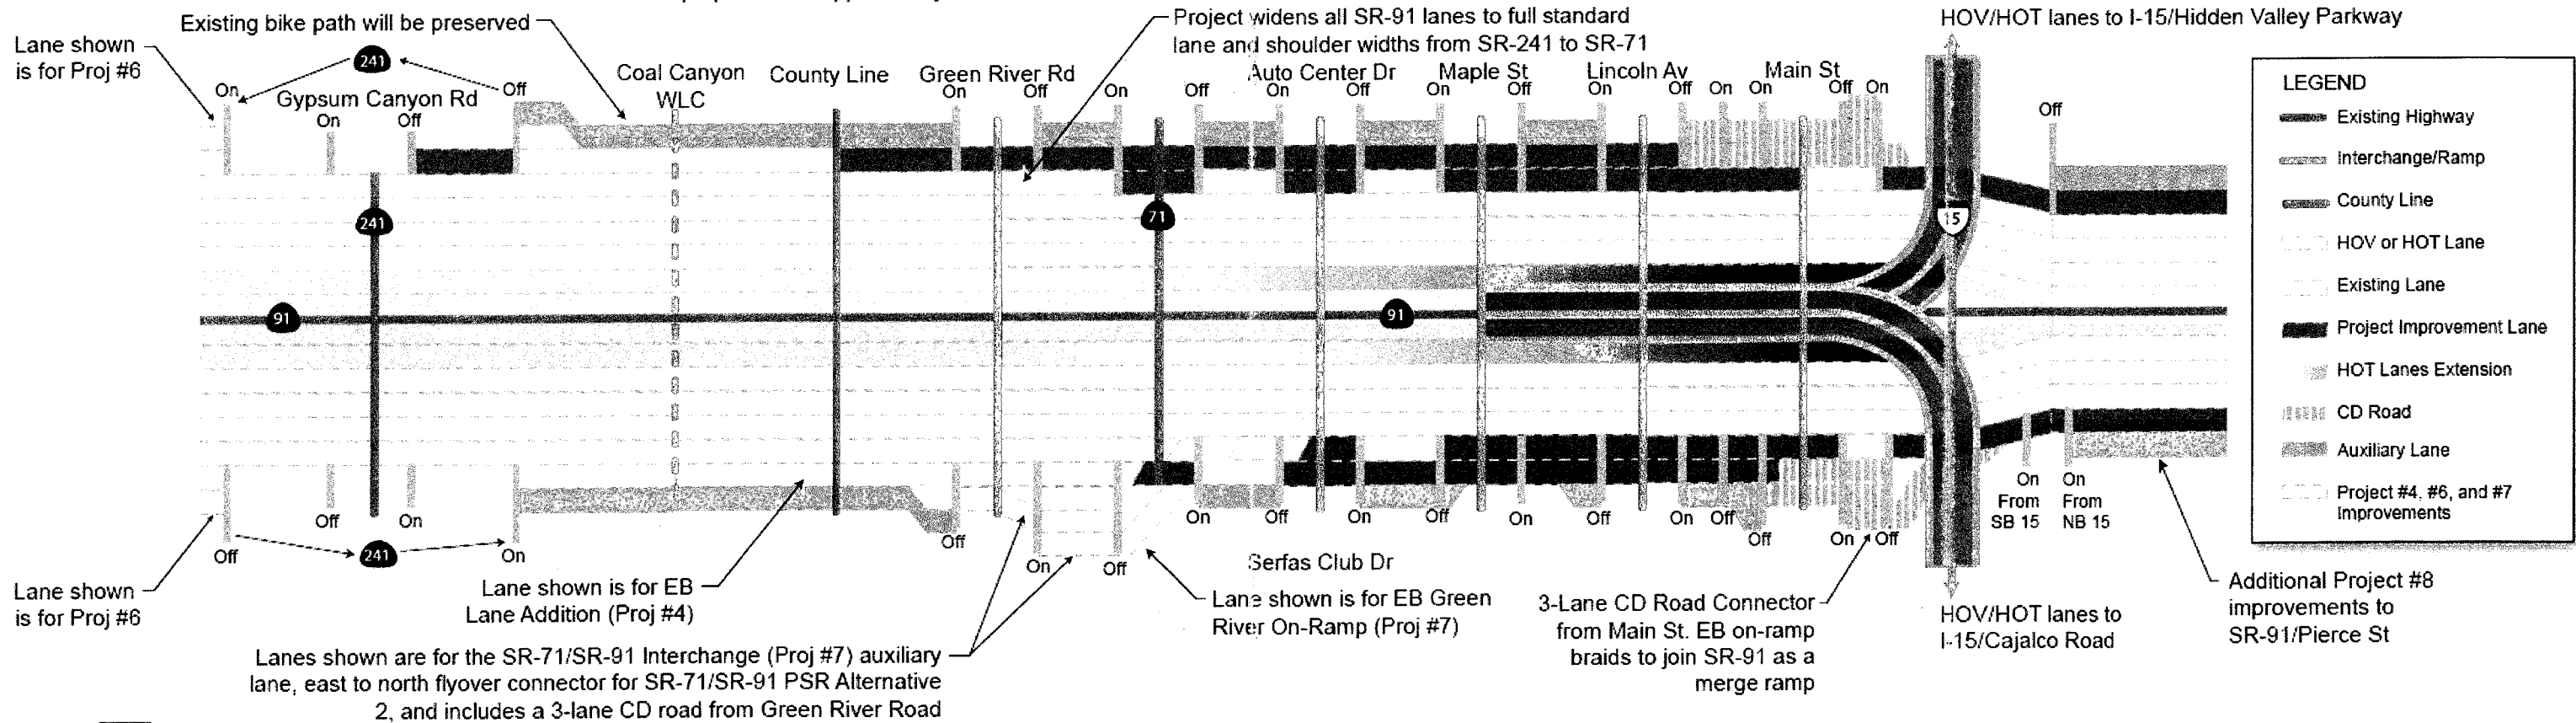 Existing bike path will be preserved
Project widens all SR-91 lanes to full standard
lane and shoulder widths from SR-241 to SR-71
HOV/HOT lanes to I-15/Hidden Valley Parkway
Lane shown
is for Proj #6
241
On
Off
Gypsum Canyon Rd
On
Off
Coal Canyon
WLC
County Line
Green River Rd
On
Off
On
Off
Auto Center Dr
On
Off
Maple St
On
Off
Lincoln Av
On
Off
On
Main St
On
Off
On
Off
LEGEND
Existing Highway
Interchange/Ramp
County Line
HOV or HOT Lane
Existing Lane
Project Improvement Lane
HOT Lanes Extension
CD Road
Auxiliary Lane
Project #4, #6, and #7
Improvements
241
71
15
91
91
Off
Off
On
241
On
Off
On
Off
On
Off
On
Off
On
Off
On
Off
Off
On
Off
On
From
SB 15
On
From
NB 15
Lane shown
is for Proj #6
Lane shown is for EB
Lane Addition (Proj #4)
Lanes shown are for the SR-71/SR-91 Interchange (Proj #7) auxiliary
lane, east to north flyover connector for SR-71/SR-91 PSR Alternative
2, and includes a 3-lane CD road from Green River Road
Serfas Club Dr
Lane shown is for EB Green
River On-Ramp (Proj #7)
3-Lane CD Road Connector
from Main St. EB on-ramp
braids to join SR-91 as a
merge ramp
HOV/HOT lanes to
I-15/Cajalco Road
Additional Project #8
improvements to
SR-91/Pierce St